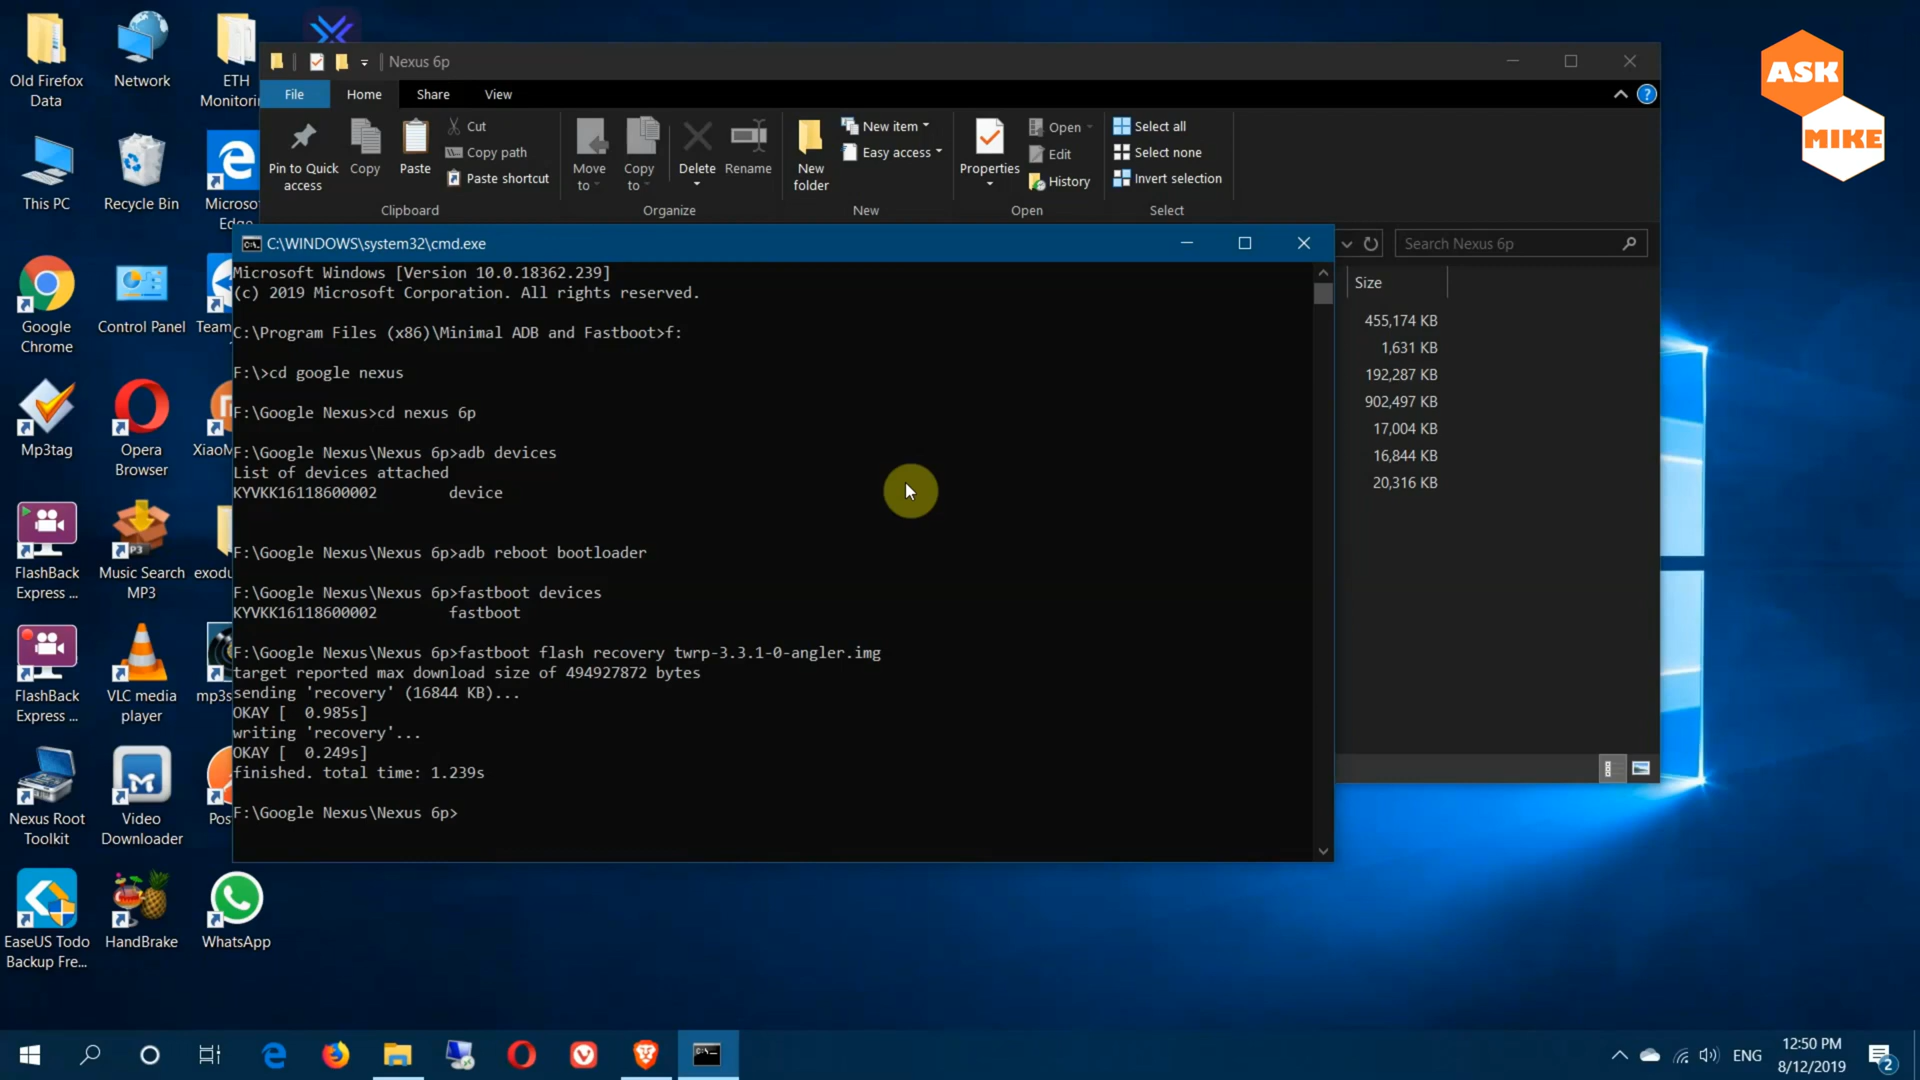 Old Firefox
Data
Network
ETH
Monitori
This PC
Recycle Bin
Microso
Edge
Google
Chrome
Control Panel
Team
Mp3tag
Opera
Browser
XiaoM
FlashBack
Express ...
Music Search
MP3
exodu
FlashBack
Express ...
VLC media
player
mp3s
Nexus Root
Toolkit
Video
Downloader
Pos
EaseUS Todo
Backup Fre...
HandBrake
WhatsApp
Nexus 6p
File
Home
Share
View
Pin to Quick
access
Copy
Paste
Cut
Copy path
Paste shortcut
Clipboard
Move
to
Copy
to
Delete
Rename
Organize
New
folder
New item
Easy access
New
Properties
Open
Edit
History
Open
Select all
Select none
Invert selection
Select
Search Nexus 6p
Size
455,174 KB
1,631 KB
192,287 KB
902,497 KB
17,004 KB
16,844 KB
20,316 KB
C:\WINDOWS\system32\cmd.exe
Microsoft Windows [Version 10.0.18362.239]
(c) 2019 Microsoft Corporation. All rights reserved.
C:\Program Files (x86)\Minimal ADB and Fastboot>f:
F:\>cd google nexus
F:\Google Nexus>cd nexus 6p
F:\Google Nexus\Nexus 6p>adb devices
List of devices attached
KYVKK16118600002 device
F:\Google Nexus\Nexus 6p>adb reboot bootloader
F:\Google Nexus\Nexus 6p>fastboot devices
KYVKK16118600002 fastboot
F:\Google Nexus\Nexus 6p>fastboot flash recovery twrp-3.3.1-0-angler.img
target reported max download size of 494927872 bytes
sending 'recovery' (16844 KB)...
OKAY [ 0.985s]
writing 'recovery'...
OKAY [ 0.249s]
finished. total time: 1.239s
F:\Google Nexus\Nexus 6p>
ASK
MIKE
ENG
12:50 PM
8/12/2019
2